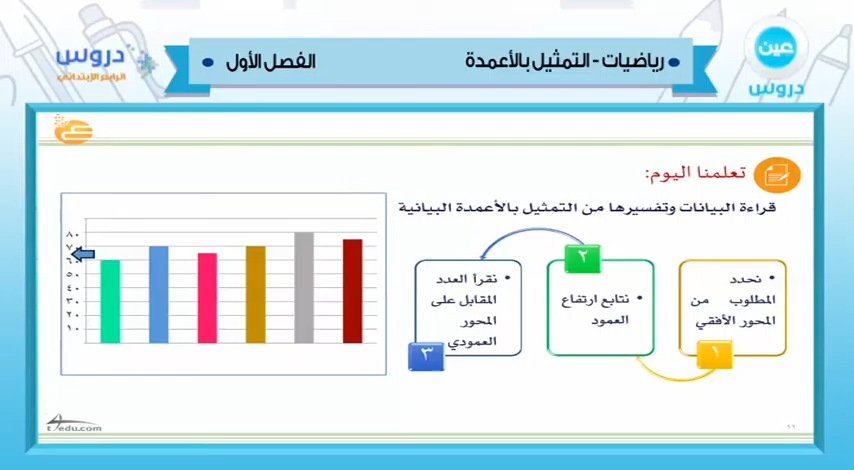 عين
دروس
رياضيات - التمثيل بالأعمدة
الفصل الأول
دروس
الرابع الإبتدائي
تعلمنا اليوم:
قراءة البيانات وتفسيرها من التمثيل بالأعمدة البيانية
• نحدد
المطلوب من
المحور الأفقي
١
٢
• نتابع ارتفاع
العمود
• نقرأ العدد
المقابل على
المحور
العمودي
٣
٨٠
٧٠
٦٠
٥٠
٤٠
٣٠
٢٠
١٠
t4edu.com
١١